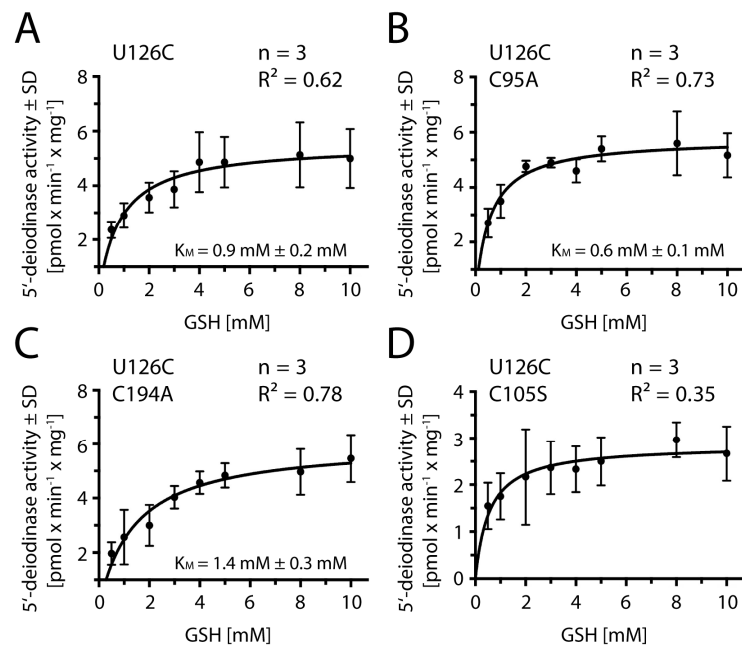 A
U126C n = 3
R² = 0.62
5‘-deiodinase activity ± SD
[pmol x min⁻¹ x mg⁻¹]
8
6
4
2
K_M = 0.9 mM ± 0.2 mM
0 2 4 6 8 10
GSH [mM]
B
U126C n = 3
C95A R² = 0.73
5‘-deiodinase activity ± SD
[pmol x min⁻¹ x mg⁻¹]
8
6
4
2
K_M = 0.6 mM ± 0.1 mM
0 2 4 6 8 10
GSH [mM]
C
U126C n = 3
C194A R² = 0.78
5‘-deiodinase activity ± SD
[pmol x min⁻¹ x mg⁻¹]
8
6
4
2
K_M = 1.4 mM ± 0.3 mM
0 2 4 6 8 10
GSH [mM]
D
U126C n = 3
C105S R² = 0.35
5‘-deiodinase activity ± SD
[pmol x min⁻¹ x mg⁻¹]
4
3
2
1
0
0 2 4 6 8 10
GSH [mM]